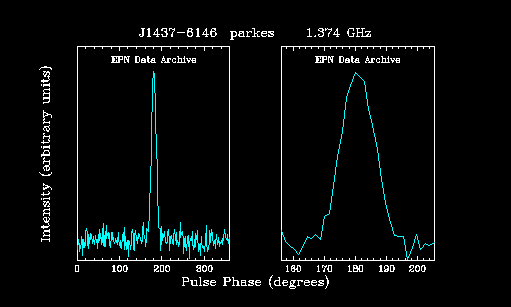 J1437-6146 parkes 1.374 GHz
EPN Data Archive EPN Data Archive
Intensity (arbitrary units)
0 100 200 300 160 170 180 190 200
Pulse Phase (degrees)